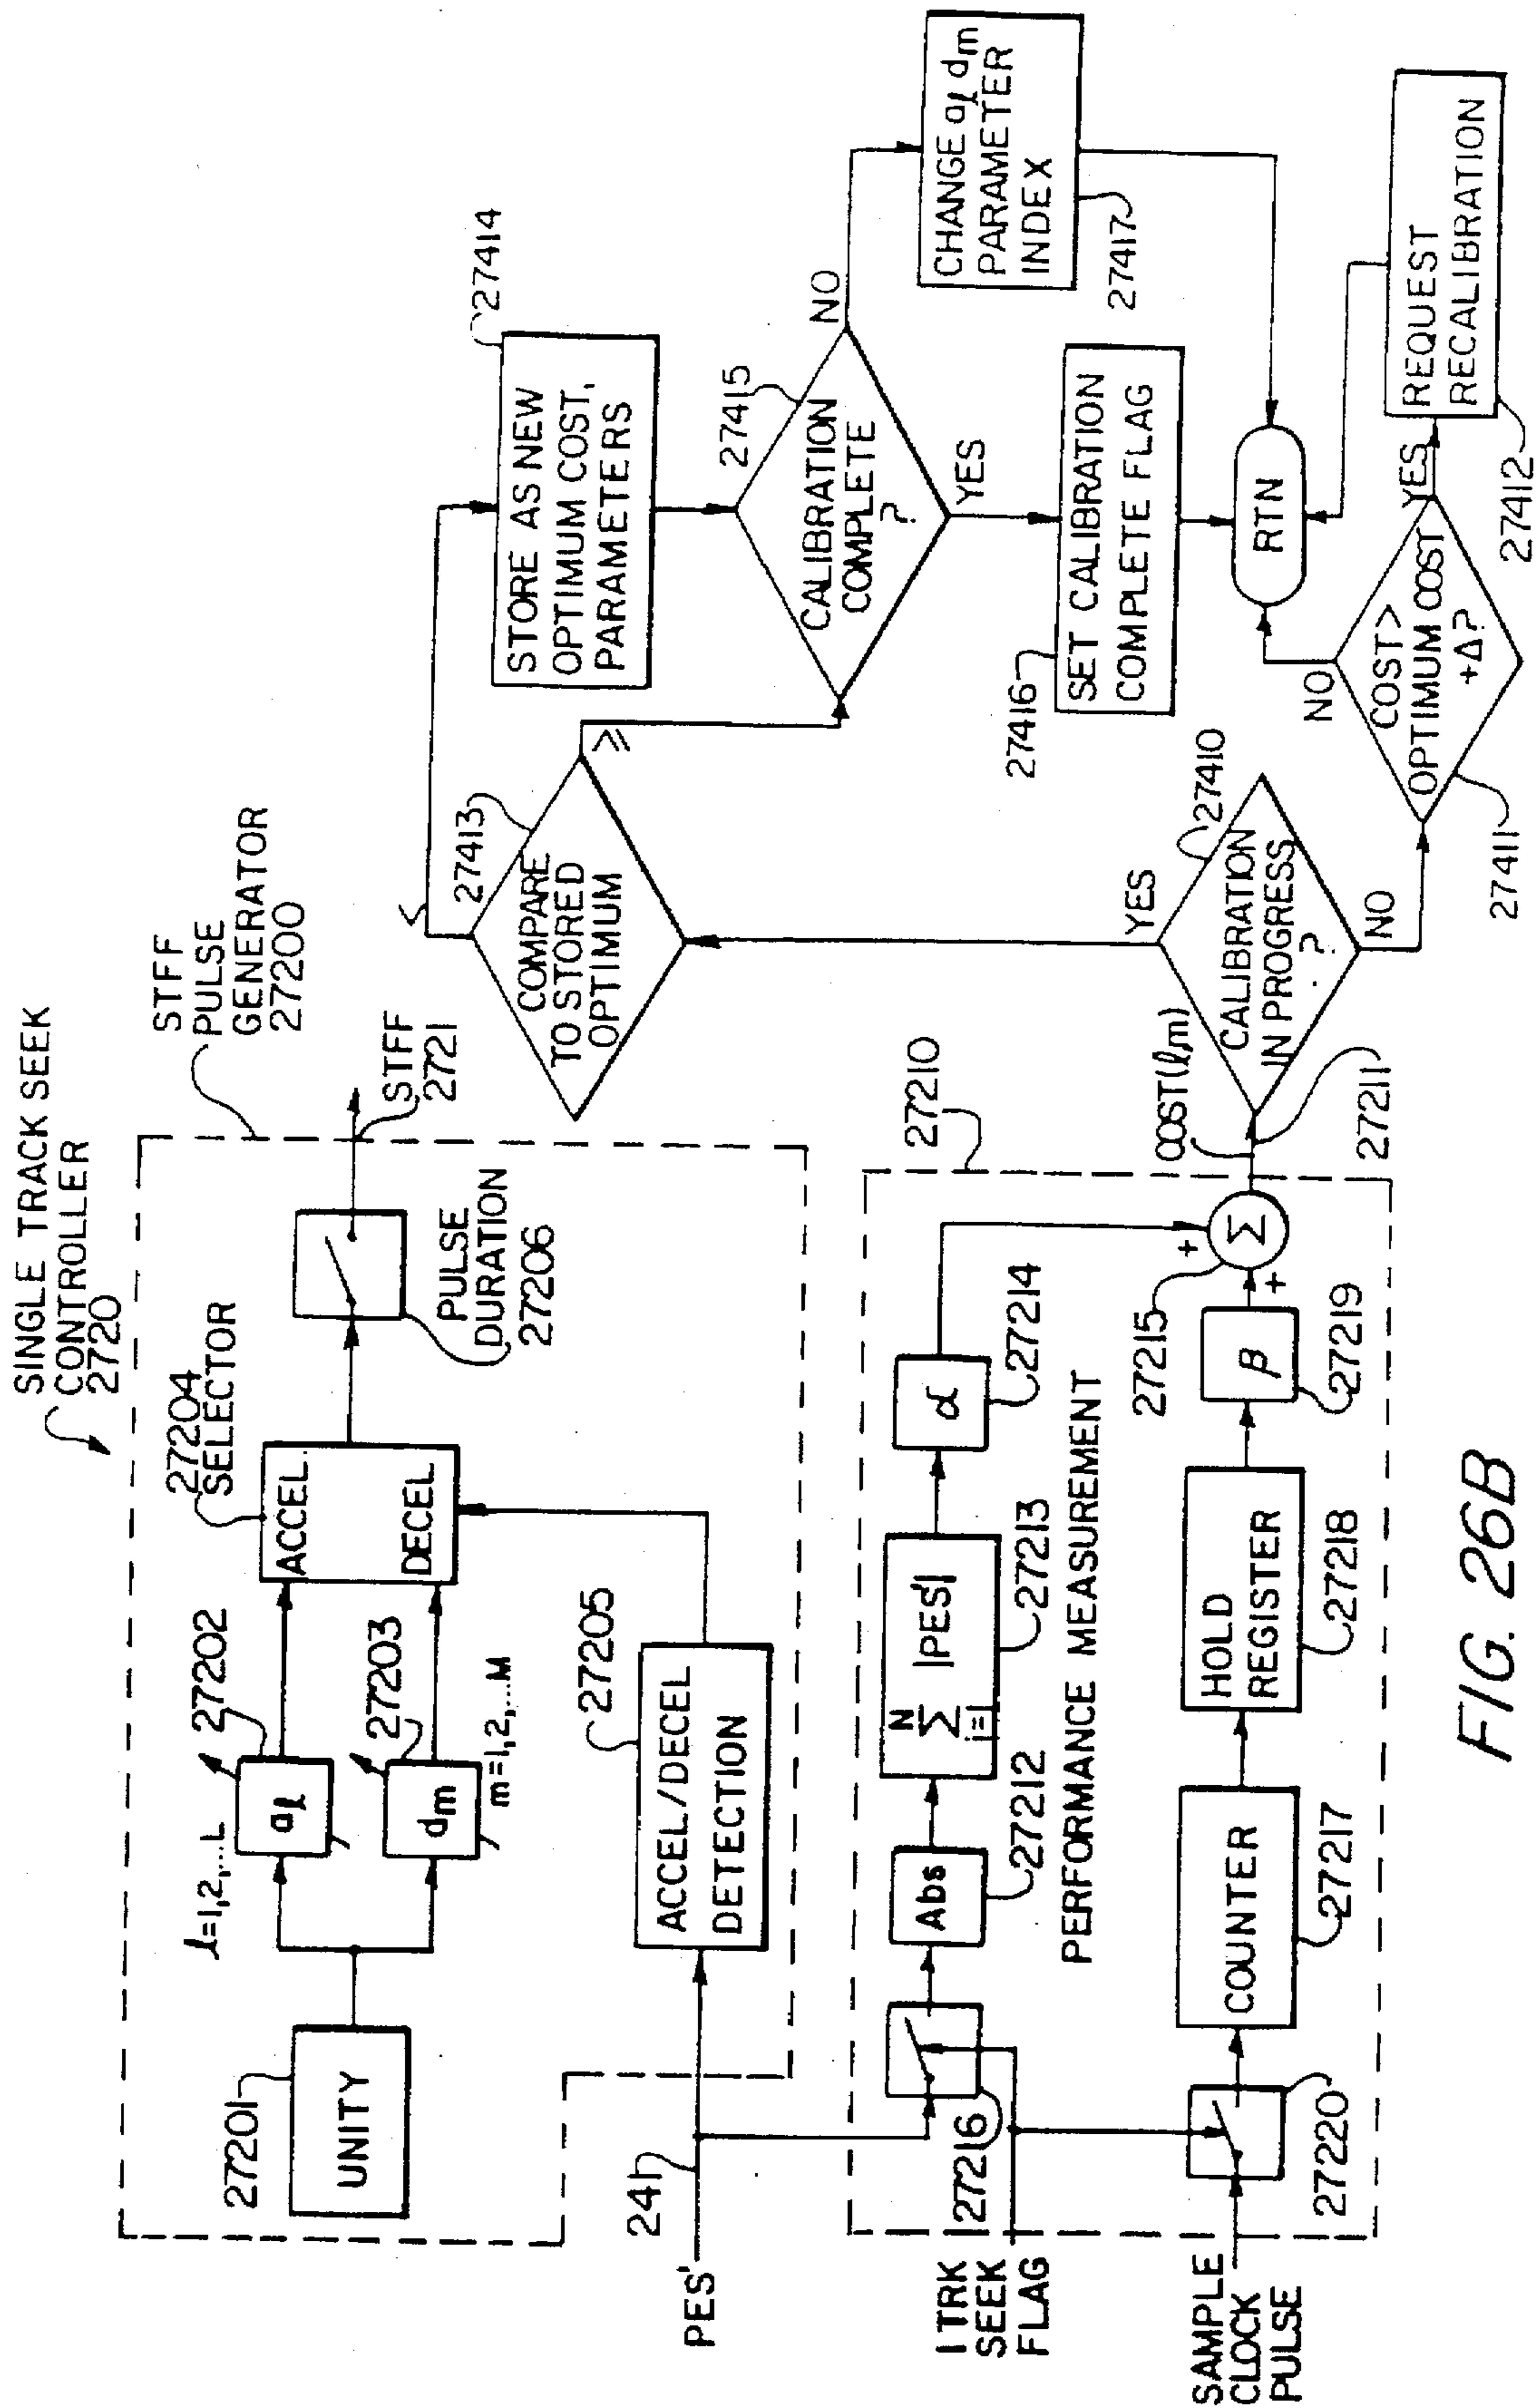 SINGLE TRACK SEEK
CONTROLLER
2720
STFF
PULSE
GENERATOR
27200
27201
UNITY
l=1,2,...L
aℓ
27202
dm
27203
m=1,2,...M
27204
SELECTOR
ACCEL.
DECEL.
PULSE
DURATION
27206
STFF
2721
ACCEL/DECEL
DETECTION
27205
241
PES'
1 TRK
SEEK
FLAG
27216
Abs
27212
N
Σ |PES'|
i=1
27213
α
27214
PERFORMANCE MEASUREMENT
27210
SAMPLE
CLOCK
PULSE
27220
COUNTER
27217
HOLD
REGISTER
27218
β
27219
27215
Σ
+
+
COST(ℓ,m)
27211
CALIBRATION
IN PROGRESS
?
27410
YES
NO
COMPARE
TO STORED
OPTIMUM
27413
<
≥
STORE AS NEW
OPTIMUM COST,
PARAMETERS
27414
CALIBRATION
COMPLETE
?
27415
NO
YES
CHANGE aℓ dm
PARAMETER
INDEX
27417
SET CALIBRATION
COMPLETE FLAG
27416
RTN
COST>
OPTIMUM COST
+Δ?
27411
NO
YES
REQUEST
RECALIBRATION
27412
FIG. 26B